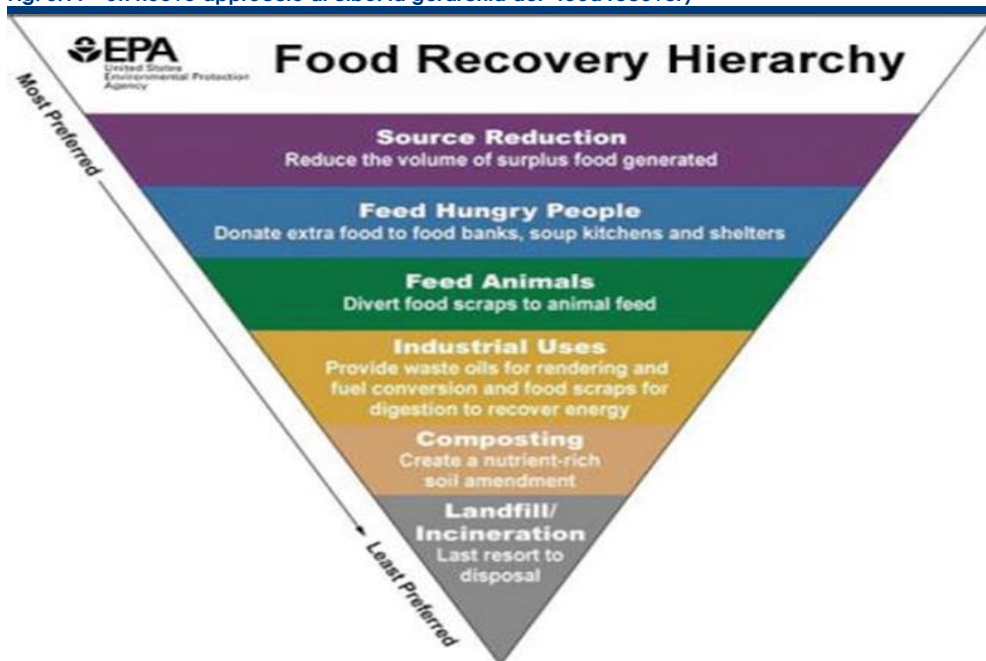 EPA
United States
Environmental Protection
Agency
Food Recovery Hierarchy
Most Preferred
Source Reduction
Reduce the volume of surplus food generated
Feed Hungry People
Donate extra food to food banks, soup kitchens and shelters
Feed Animals
Divert food scraps to animal feed
Industrial Uses
Provide waste oils for rendering and
fuel conversion and food scraps for
digestion to recover energy
Composting
Create a nutrient-rich
soil amendment
Landfill/
Incineration
Last resort to
disposal
Least Preferred